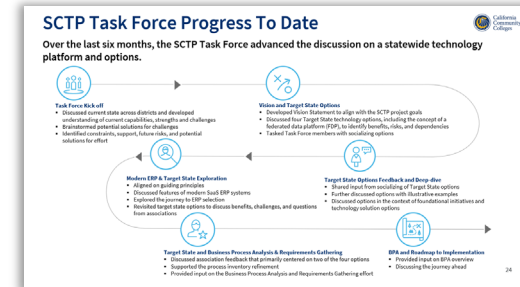 SCTP Task Force Progress To Date
California
Community
Colleges
Over the last six months, the SCTP Task Force advanced the discussion on a statewide technology
platform and options.
Task Force Kick off
• Discussed current state across districts and developed
understanding of current capabilities, strengths and challenges
• Brainstormed potential solutions for challenges
• Identified constraints, support, future risks, and potential
solutions for effort
Vision and Target State Options
• Developed Vision Statement to align with the SCTP project goals
• Discussed four Target State technology options, including the concept of a
federated data platform (FDP), to identify benefits, risks, and dependencies
• Tasked Task Force members with socializing options
Modern ERP & Target State Exploration
• Aligned on guiding principles
• Discussed features of modern SaaS ERP systems
• Explored the journey to ERP selection
• Revisited target state options to discuss benefits, challenges, and questions
from associations
Target State Options Feedback and Deep-dive
• Shared input from socializing of Target State options
• Further discussed options with illustrative examples
• Discussed options in the context of foundational initiatives and
technology solution options
Target State and Business Process Analysis & Requirements Gathering
• Discussed association feedback that primarily centered on two of the four options
• Supported the process inventory refinement
• Provided input on the Business Process Analysis and Requirements Gathering effort
BPA and Roadmap to Implementation
• Provided input on BPA overview
• Discussing the journey ahead
24